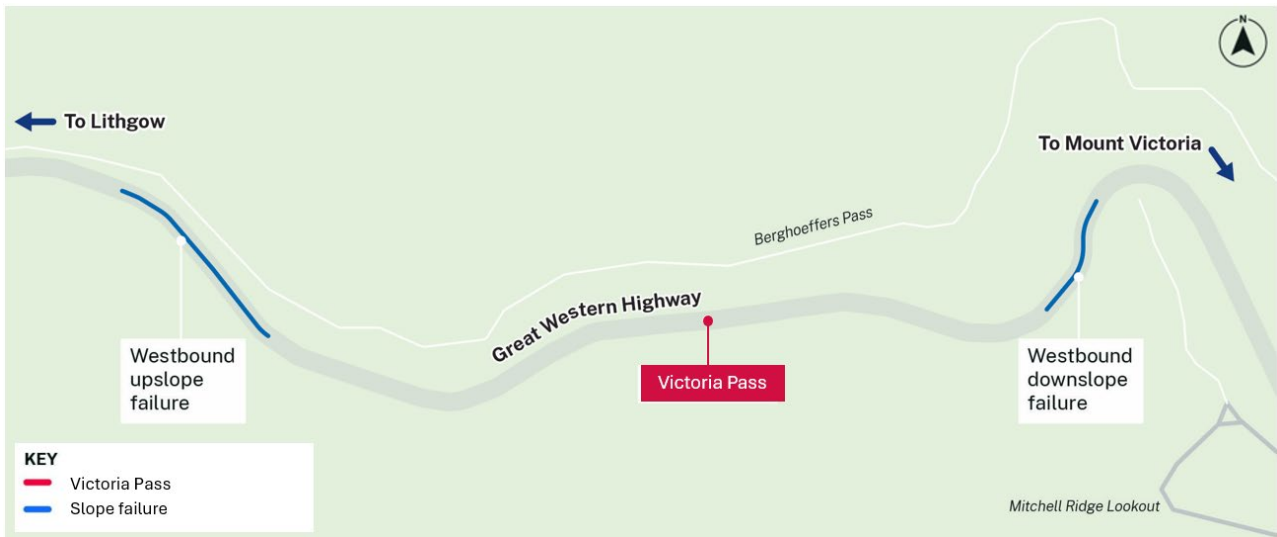 N
To Lithgow
To Mount Victoria
Berghoeffers Pass
Great Western Highway
Westbound
upslope
failure
Victoria Pass
Westbound
downslope
failure
KEY
Victoria Pass
Slope failure
Mitchell Ridge Lookout